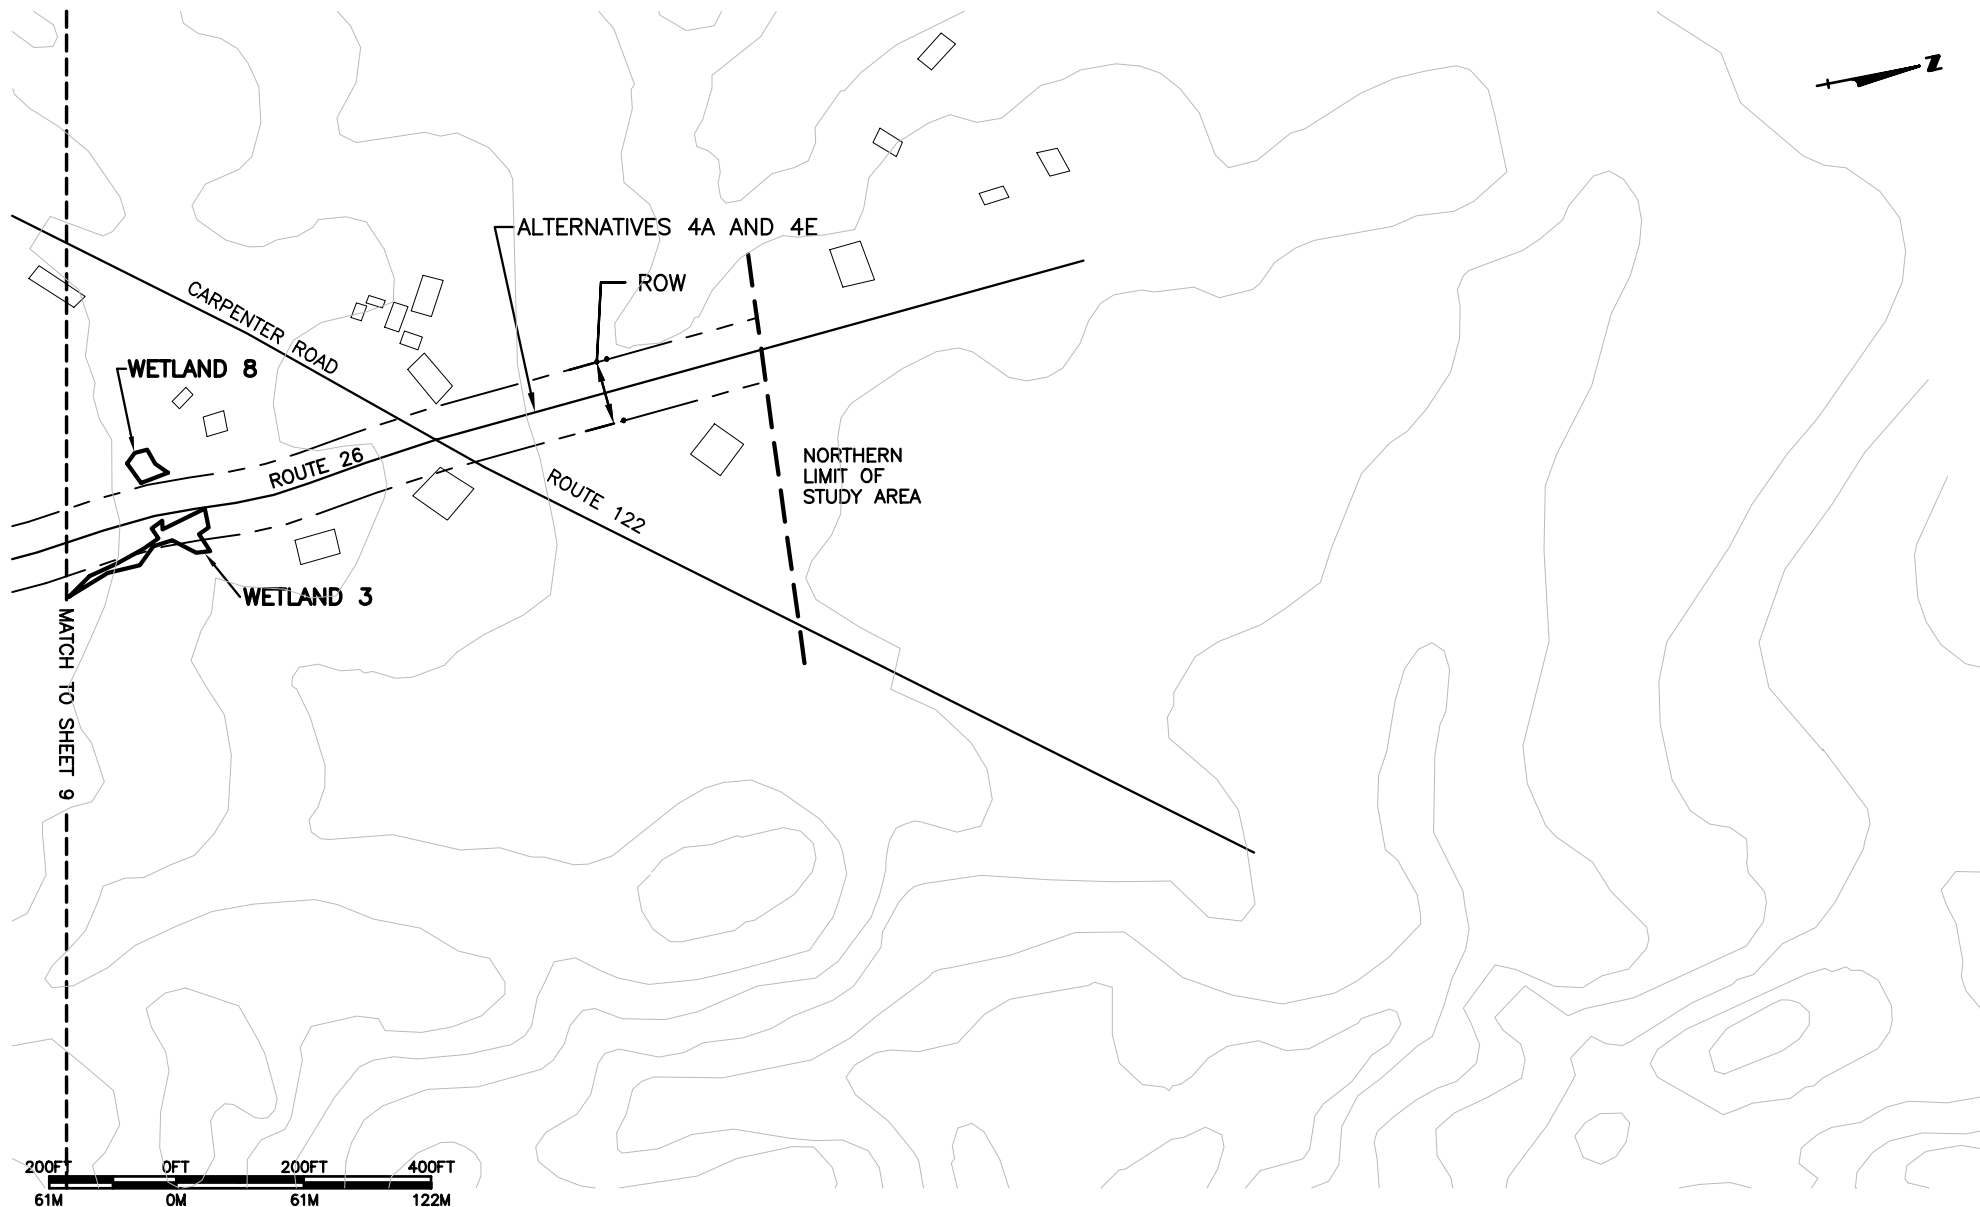 N
ALTERNATIVES 4A AND 4E
ROW
CARPENTER ROAD
WETLAND 8
ROUTE 26
ROUTE 122
NORTHERN
LIMIT OF
STUDY AREA
WETLAND 3
MATCH TO SHEET 9
200FT 0FT 200FT 400FT
61M 0M 61M 122M